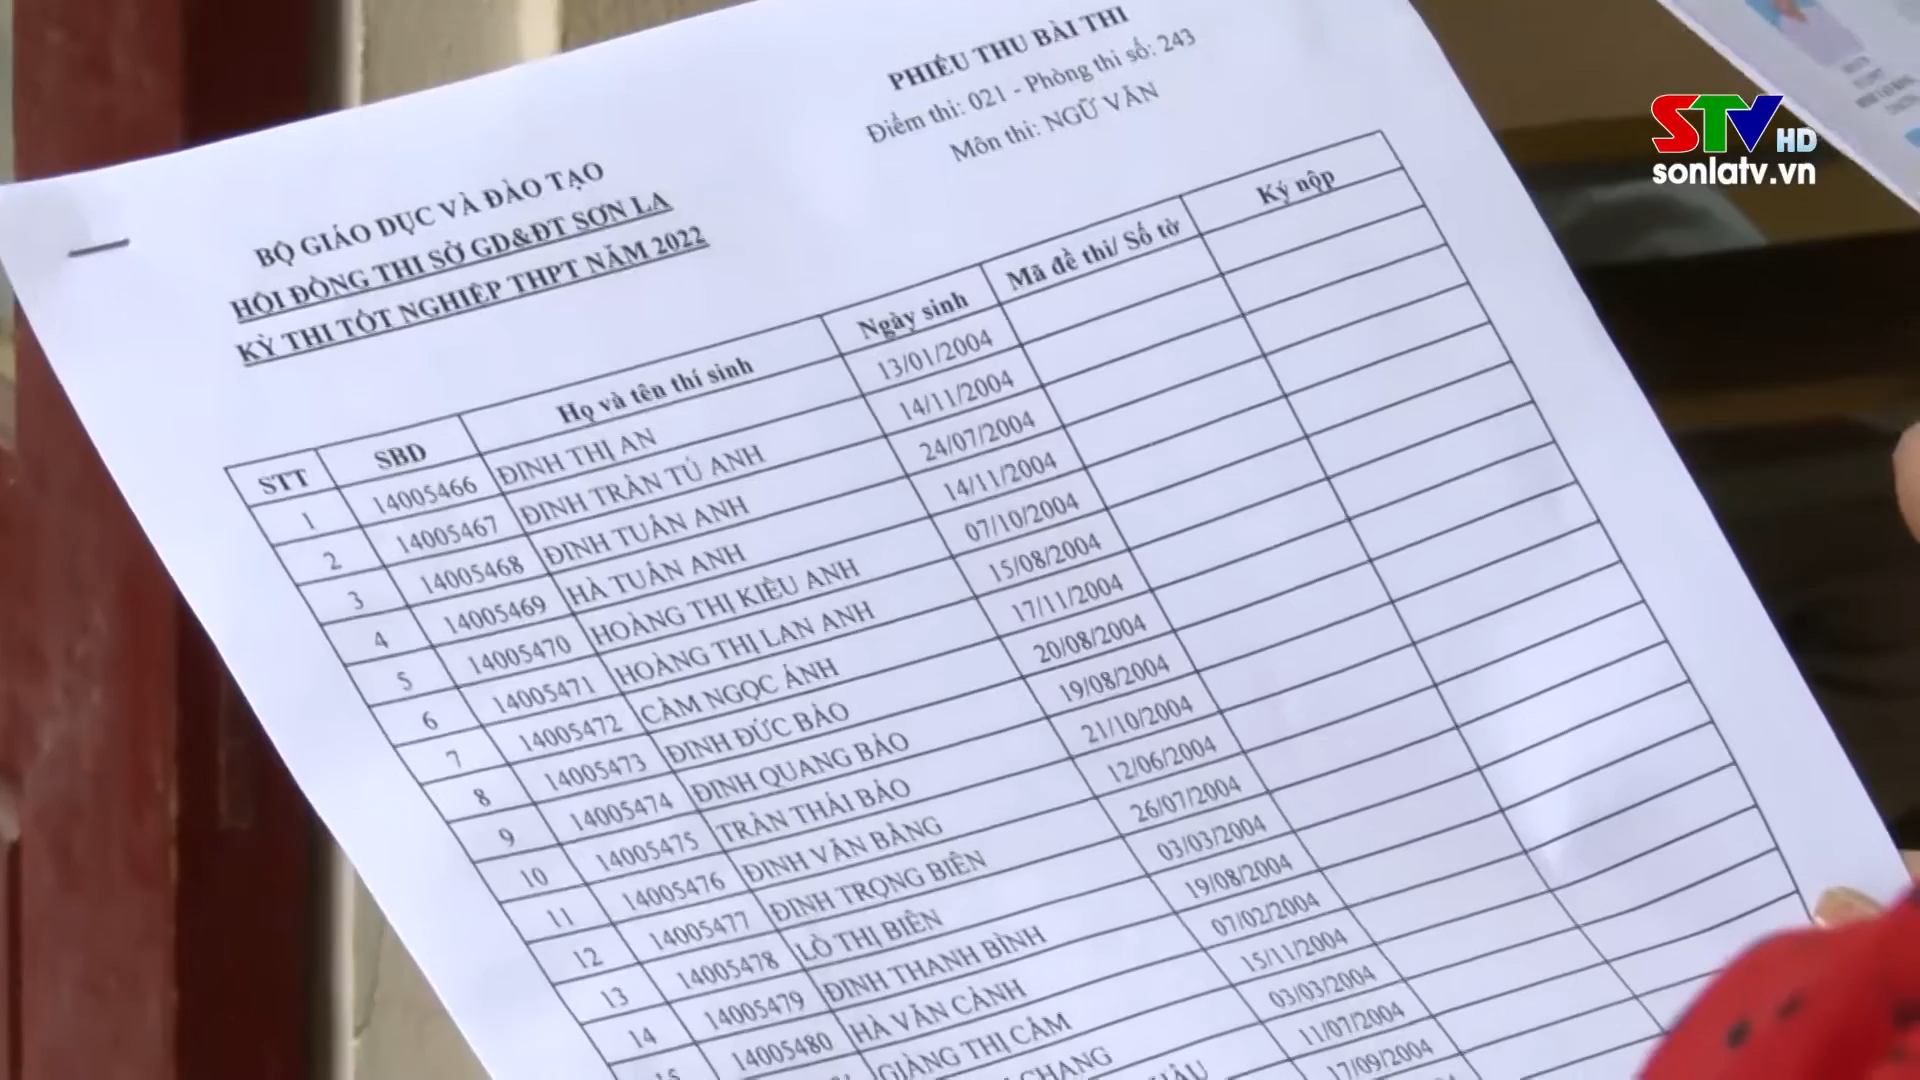 PHIẾU THU BÀI THI
Điểm thi: 021 - Phòng thi số: 243
Môn thi: NGỮ VĂN
BỘ GIÁO DỤC VÀ ĐÀO TẠO
HỘI ĐỒNG THI SỞ GD&ĐT SƠN LA
KỲ THI TỐT NGHIỆP THPT NĂM 2022
STT SBD Họ và tên thí sinh Ngày sinh Mã đề thi/ Số tờ Ký nộp
1 14005466 ĐINH THỊ AN 13/01/2004
2 14005467 ĐINH TRẦN TÚ ANH 14/11/2004
3 14005468 ĐINH TUẤN ANH 24/07/2004
4 14005469 HÀ TUẤN ANH 14/11/2004
5 14005470 HOÀNG THỊ KIỀU ANH 07/10/2004
6 14005471 HOÀNG THỊ LAN ANH 15/08/2004
7 14005472 CẦM NGỌC ÁNH 17/11/2004
8 14005473 ĐINH ĐỨC BẢO 20/08/2004
9 14005474 ĐINH QUANG BẢO 19/08/2004
10 14005475 TRẦN THÁI BẢO 21/10/2004
11 14005476 ĐINH VĂN BẰNG 12/06/2004
12 14005477 ĐINH TRỌNG BIÊN 26/07/2004
13 14005478 LÒ THỊ BIÊN 03/03/2004
14 14005479 ĐINH THANH BÌNH 19/08/2004
15 14005480 HÀ VĂN CẢNH 07/02/2004
GIÀNG THỊ CẦM 15/11/2004
CHANG 03/03/2004
11/07/2004
17/09/2004
STV HD
sonlatv.vn